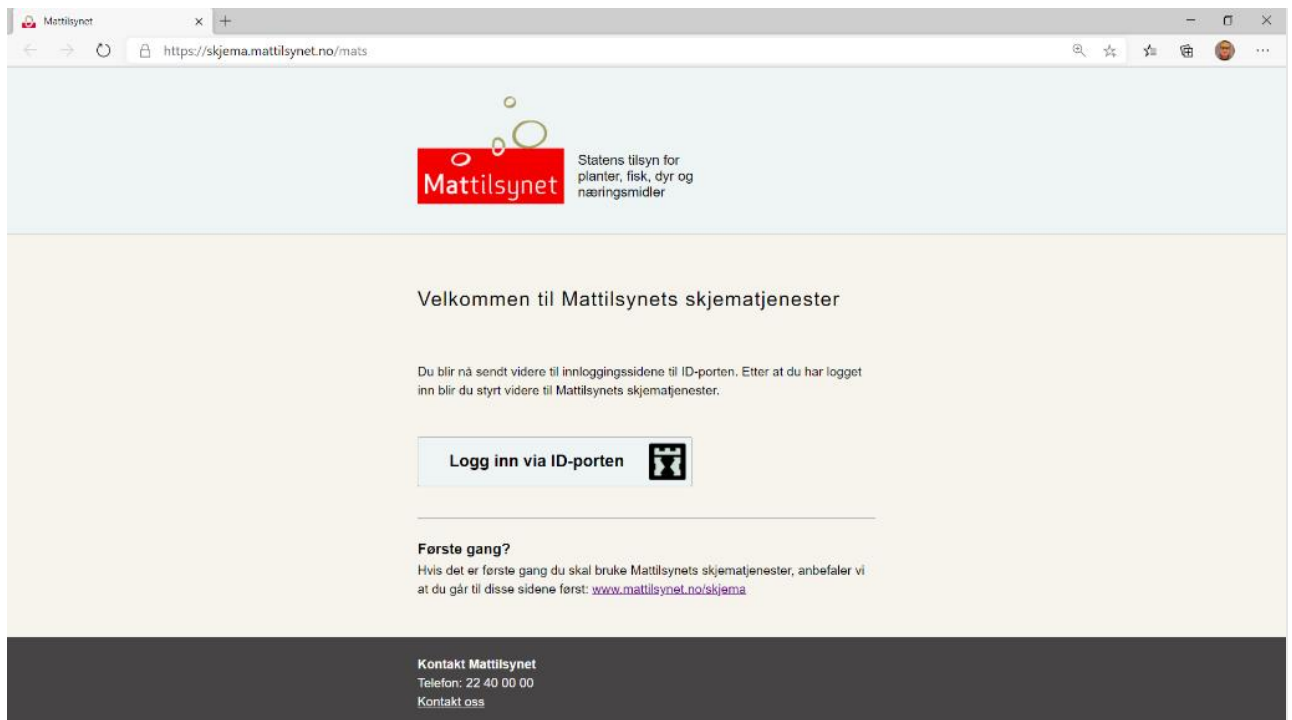 Mattilsynet
https://skjema.mattilsynet.no/mats
Mattilsynet
Statens tilsyn for
planter, fisk, dyr og
næringsmidler
Velkommen til Mattilsynets skjematjenester
Du blir nå sendt videre til innloggingssidene til ID-porten. Etter at du har logget
inn blir du styrt videre til Mattilsynets skjematjenester.
Logg inn via ID-porten
Første gang?
Hvis det er første gang du skal bruke Mattilsynets skjematjenester, anbefaler vi
at du går til disse sidene først: www.mattilsynet.no/skjema
Kontakt Mattilsynet
Telefon: 22 40 00 00
Kontakt oss